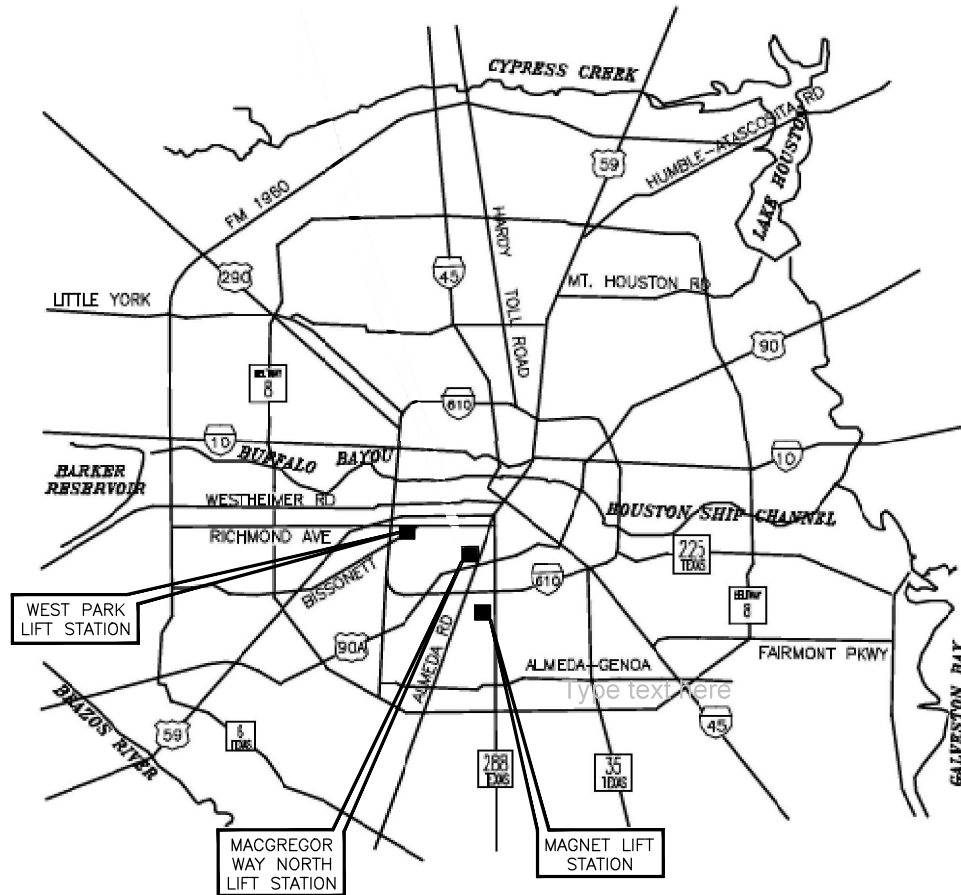 CYPRESS CREEK
HUMBLE-ATASCOSITA RD
59
LAKE HOUSTON
FM 1960
HARDY
TOLL ROAD
45
290
MT. HOUSTON RD
LITTLE YORK
90
BELTWAY
8
610
10
BUFFALO BAYOU
10
BARKER
RESERVOIR
WESTHEIMER RD
HOUSTON SHIP CHANNEL
RICHMOND AVE
225
TEXAS
BISSONETT
610
WEST PARK
LIFT STATION
BELTWAY
8
90A
ALMEDA RD
ALMEDA-GENOA
FAIRMONT PKWY
Type text here
BRAZOS RIVER
59
6
TEXAS
45
GALVESTON BAY
288
TEXAS
35
TEXAS
MACGREGOR
WAY NORTH
LIFT STATION
MAGNET LIFT
STATION